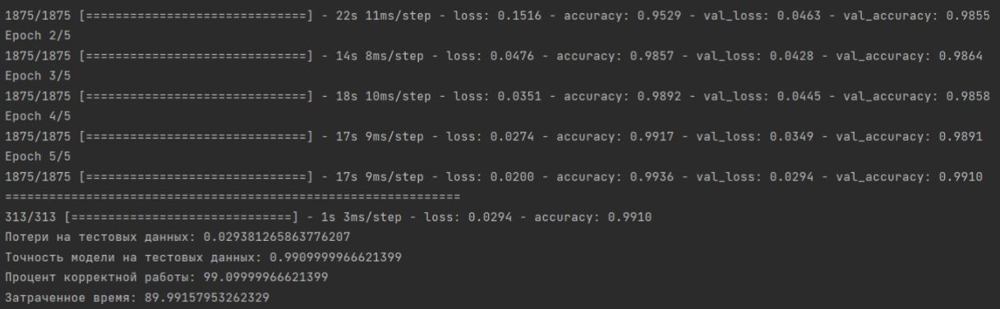 1875/1875 [==============================] - 22s 11ms/step - loss: 0.1516 - accuracy: 0.9529 - val_loss: 0.0463 - val_accuracy: 0.9855
Epoch 2/5
1875/1875 [==============================] - 14s 8ms/step - loss: 0.0476 - accuracy: 0.9857 - val_loss: 0.0428 - val_accuracy: 0.9864
Epoch 3/5
1875/1875 [==============================] - 18s 10ms/step - loss: 0.0351 - accuracy: 0.9892 - val_loss: 0.0445 - val_accuracy: 0.9858
Epoch 4/5
1875/1875 [==============================] - 17s 9ms/step - loss: 0.0274 - accuracy: 0.9917 - val_loss: 0.0349 - val_accuracy: 0.9891
Epoch 5/5
1875/1875 [==============================] - 17s 9ms/step - loss: 0.0200 - accuracy: 0.9936 - val_loss: 0.0294 - val_accuracy: 0.9910
==============================================================
313/313 [==============================] - 1s 3ms/step - loss: 0.0294 - accuracy: 0.9910
Потери на тестовых данных: 0.029381265863776207
Точность модели на тестовых данных: 0.9909999966621399
Процент корректной работы: 99.09999966621399
Затраченное время: 89.99157953262329